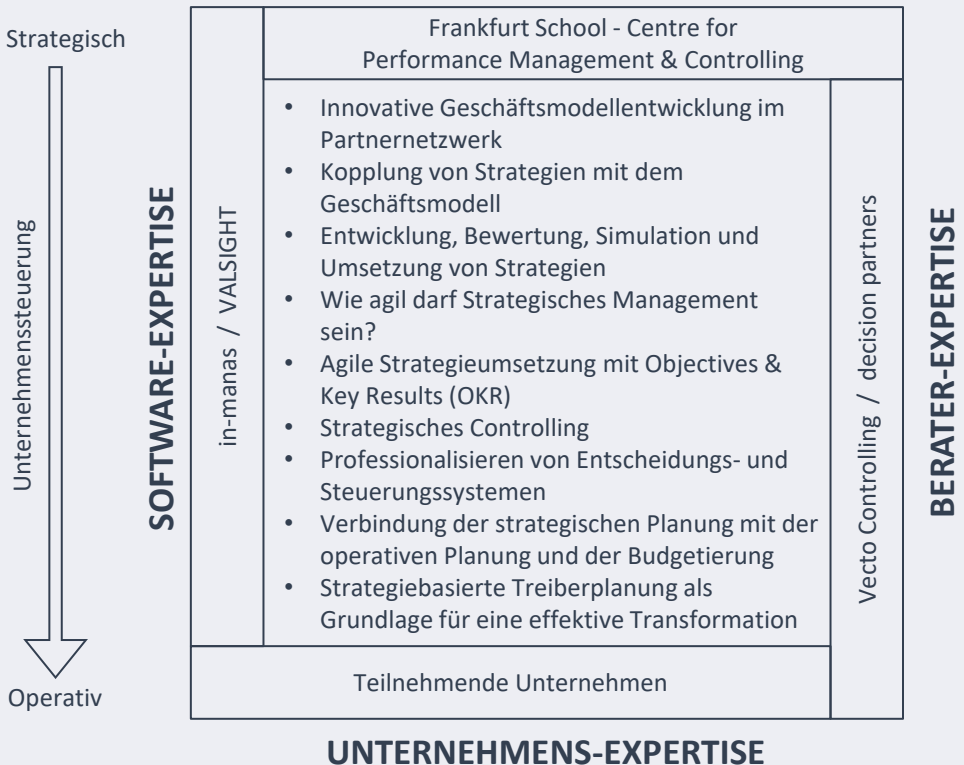 Strategisch
Unternehmenssteuerung
Operativ
SOFTWARE-EXPERTISE
in-manas / VALSIGHT
Frankfurt School - Centre for
Performance Management & Controlling
• Innovative Geschäftsmodellentwicklung im
Partnernetzwerk
• Kopplung von Strategien mit dem
Geschäftsmodell
• Entwicklung, Bewertung, Simulation und
Umsetzung von Strategien
• Wie agil darf Strategisches Management
sein?
• Agile Strategieumsetzung mit Objectives &
Key Results (OKR)
• Strategisches Controlling
• Professionalisieren von Entscheidungs- und
Steuerungssystemen
• Verbindung der strategischen Planung mit der
operativen Planung und der Budgetierung
• Strategiebasierte Treiberplanung als
Grundlage für eine effektive Transformation
Vecto Controlling / decision partners
BERATER-EXPERTISE
Teilnehmende Unternehmen
UNTERNEHMENS-EXPERTISE